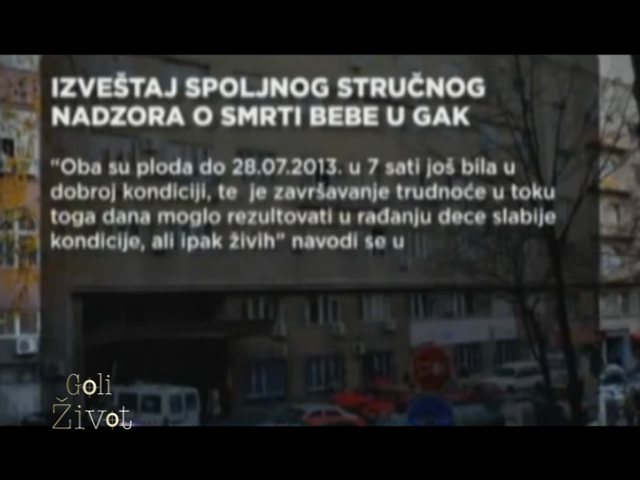 IZVEŠTAJ SPOLJNOG STRUČNOG
NADZORA O SMRTI BEBE U GAK
"Oba su ploda do 28.07.2013. u 7 sati još bila u
dobroj kondiciji, te je završavanje trudnoće u toku
toga dana moglo rezultovati u rađanju dece slabije
kondicije, ali ipak živih" navodi se u
Goli
Život